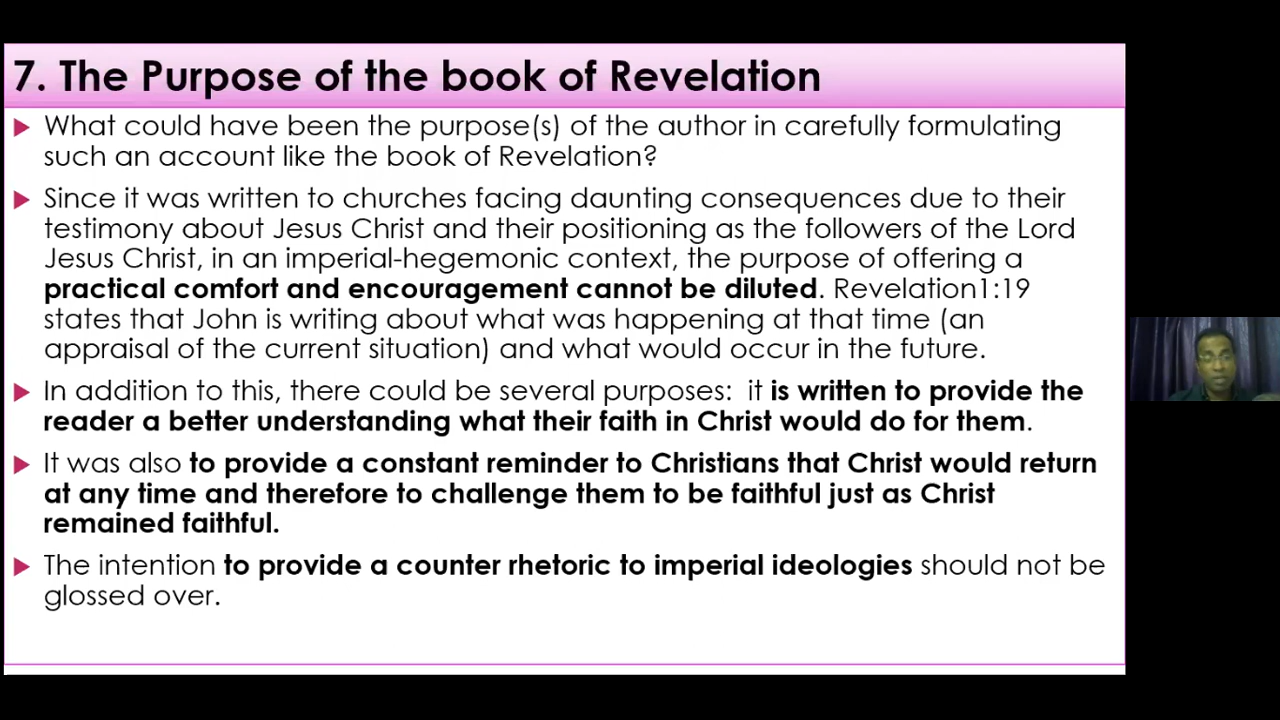 7. The Purpose of the book of Revelation
What could have been the purpose(s) of the author in carefully formulating
such an account like the book of Revelation?
Since it was written to churches facing daunting consequences due to their
testimony about Jesus Christ and their positioning as the followers of the Lord
Jesus Christ, in an imperial-hegemonic context, the purpose of offering a
practical comfort and encouragement cannot be diluted. Revelation1:19
states that John is writing about what was happening at that time (an
appraisal of the current situation) and what would occur in the future.
In addition to this, there could be several purposes: it is written to provide the
reader a better understanding what their faith in Christ would do for them.
It was also to provide a constant reminder to Christians that Christ would return
at any time and therefore to challenge them to be faithful just as Christ
remained faithful.
The intention to provide a counter rhetoric to imperial ideologies should not be
glossed over.